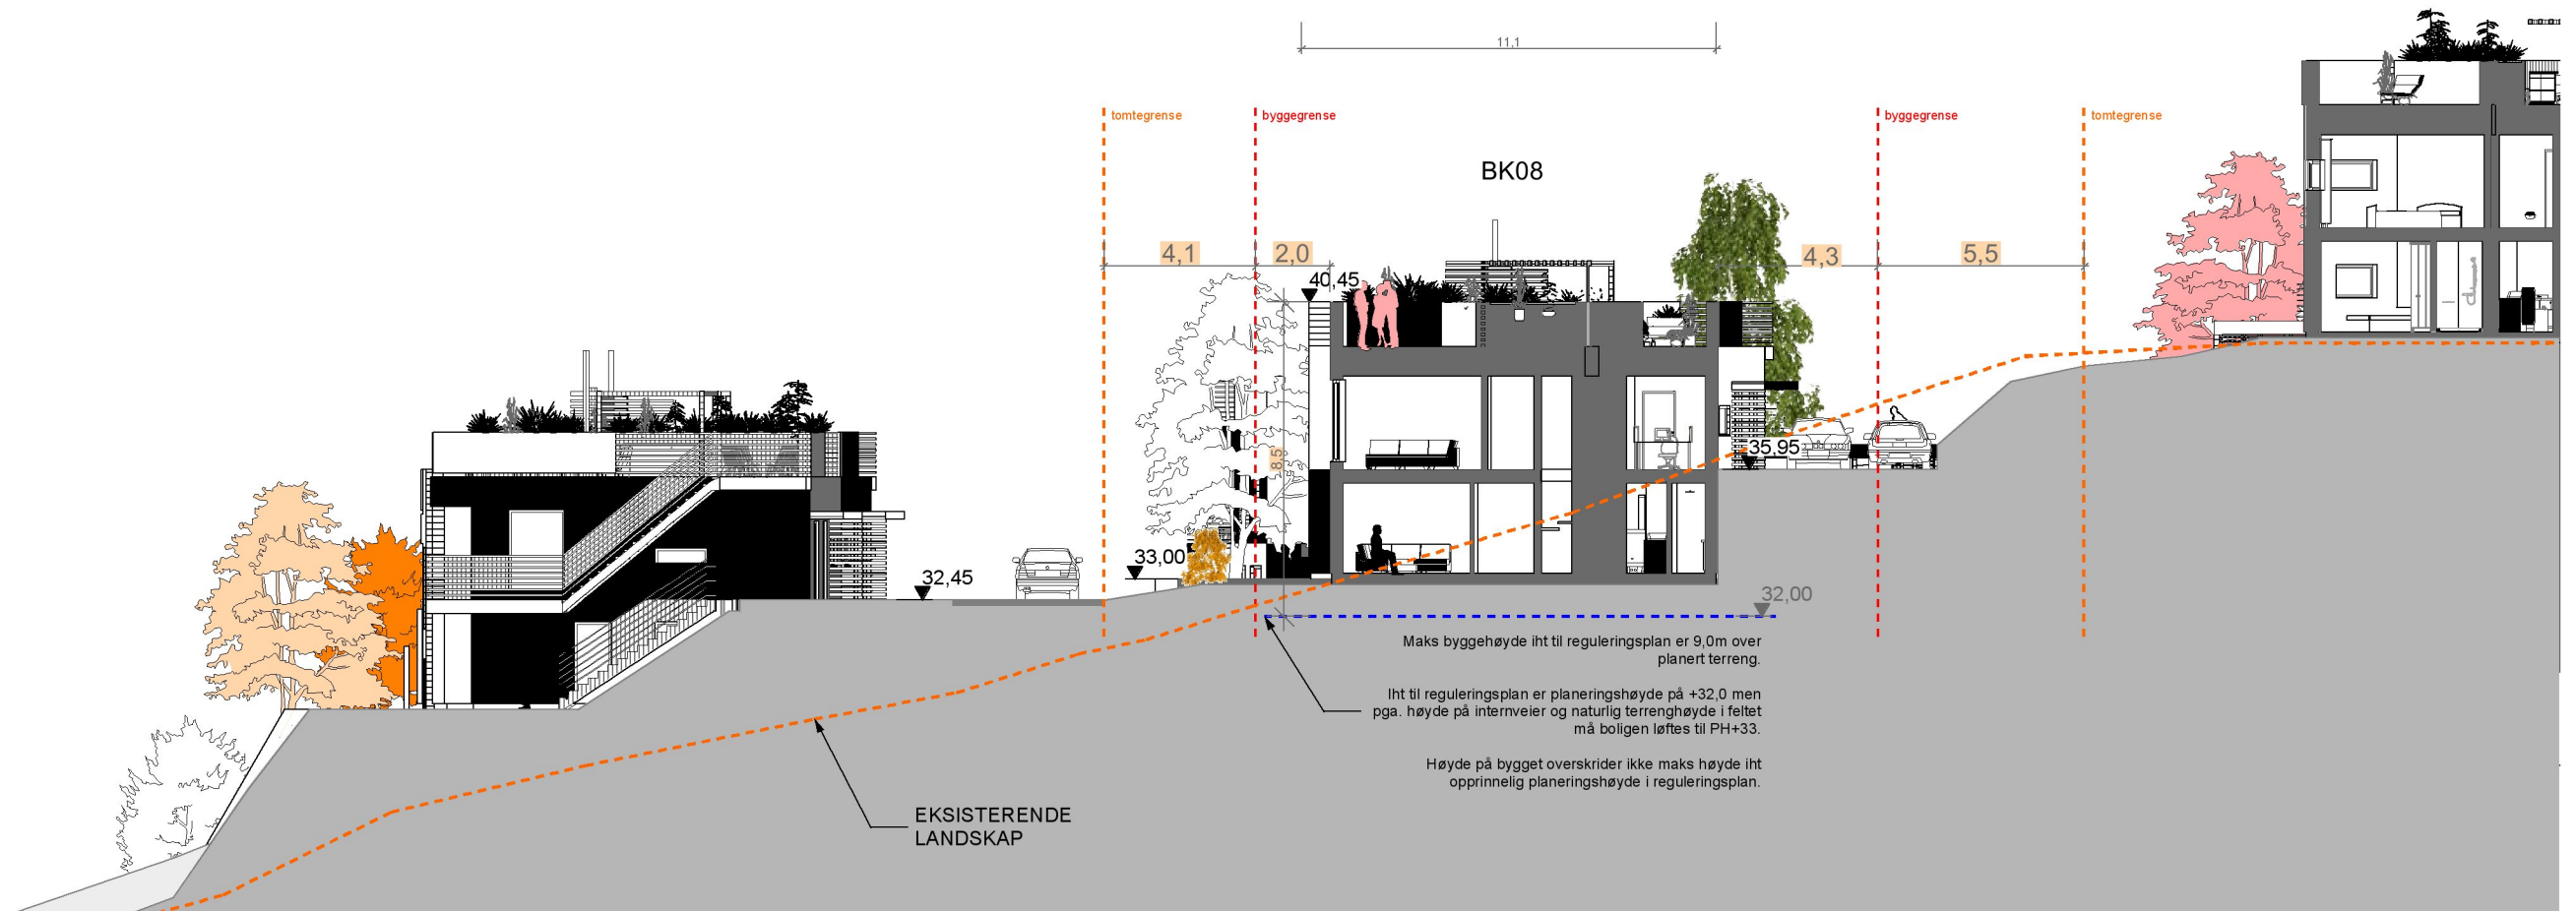 11,1
tomtegrense
byggegrense
byggegrense
tomtegrense
BK08
4,1
2,0
4,3
5,5
40,45
8,5
35,95
33,00
32,45
32,00
Maks byggehøyde iht til reguleringsplan er 9,0m over
planert terreng.
Iht til reguleringsplan er planeringshøyde på +32,0 men
pga. høyde på internveier og naturlig terrenghøyde i feltet
må boligen løftes til PH+33.
Høyde på bygget overskrider ikke maks høyde iht
opprinnelig planeringshøyde i reguleringsplan.
EKSISTERENDE
LANDSKAP